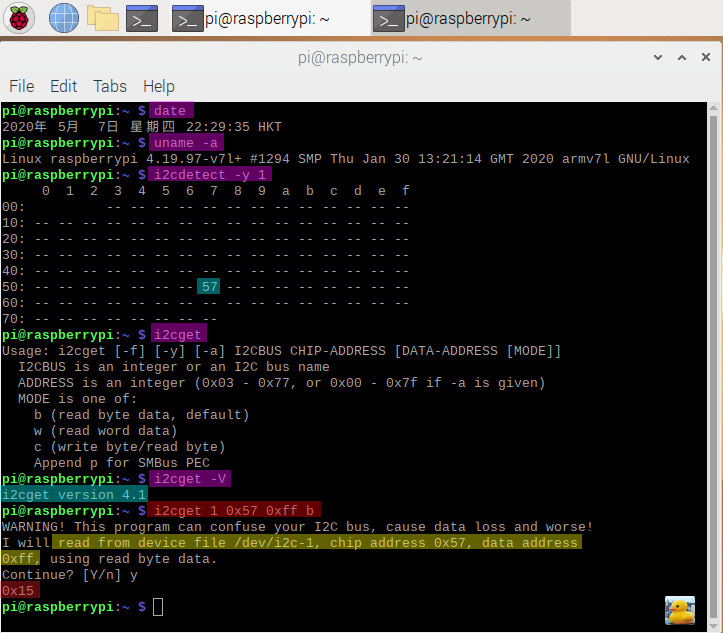 pi@raspberrypi: ~ pi@raspberrypi: ~
pi@raspberrypi: ~
File Edit Tabs Help
pi@raspberrypi:~ $ date
2020年 5月  7日 星期四 22:29:35 HKT
pi@raspberrypi:~ $ uname -a
Linux raspberrypi 4.19.97-v7l+ #1294 SMP Thu Jan 30 13:21:14 GMT 2020 armv7l GNU/Linux
pi@raspberrypi:~ $ i2cdetect -y 1
     0  1  2  3  4  5  6  7  8  9  a  b  c  d  e  f
00:          -- -- -- -- -- -- -- -- -- -- -- -- --
10: -- -- -- -- -- -- -- -- -- -- -- -- -- -- -- --
20: -- -- -- -- -- -- -- -- -- -- -- -- -- -- -- --
30: -- -- -- -- -- -- -- -- -- -- -- -- -- -- -- --
40: -- -- -- -- -- -- -- -- -- -- -- -- -- -- -- --
50: -- -- -- -- -- -- -- 57 -- -- -- -- -- -- -- --
60: -- -- -- -- -- -- -- -- -- -- -- -- -- -- -- --
70: -- -- -- -- -- -- -- --
pi@raspberrypi:~ $ i2cget
Usage: i2cget [-f] [-y] [-a] I2CBUS CHIP-ADDRESS [DATA-ADDRESS [MODE]]
  I2CBUS is an integer or an I2C bus name
  ADDRESS is an integer (0x03 - 0x77, or 0x00 - 0x7f if -a is given)
  MODE is one of:
    b (read byte data, default)
    w (read word data)
    c (write byte/read byte)
    Append p for SMBus PEC
pi@raspberrypi:~ $ i2cget -V
i2cget version 4.1
pi@raspberrypi:~ $ i2cget 1 0x57 0xff b
WARNING! This program can confuse your I2C bus, cause data loss and worse!
I will read from device file /dev/i2c-1, chip address 0x57, data address
0xff, using read byte data.
Continue? [Y/n] y
0x15
pi@raspberrypi:~ $